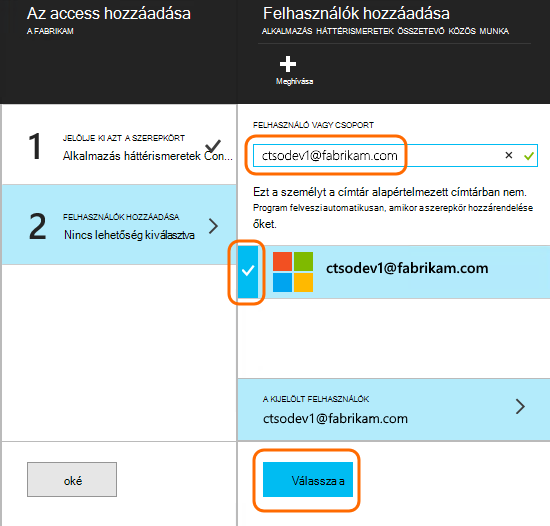 Az access hozzáadása
A FABRIKAM
1
JELÖLJE KI AZT A SZEREPKÖRT
Alkalmazás háttérismeretek Con...
2
FELHASZNÁLÓK HOZZÁADÁSA
Nincs lehetőség kiválasztva
oké
Felhasználók hozzáadása
ALKALMAZÁS HÁTTÉRISMERETEK ÖSSZETEVŐ KÖZÖS MUNKA
Meghívása
FELHASZNÁLÓ VAGY CSOPORT
ctsodev1@fabrikam.com
Ezt a személyt a címtár alapértelmezett címtárban nem.
Program felveszi automatikusan, amikor a szerepkör hozzárendelése
őket.
ctsodev1@fabrikam.com
A KIJELÖLT FELHASZNÁLÓK
ctsodev1@fabrikam.com
Válassza a